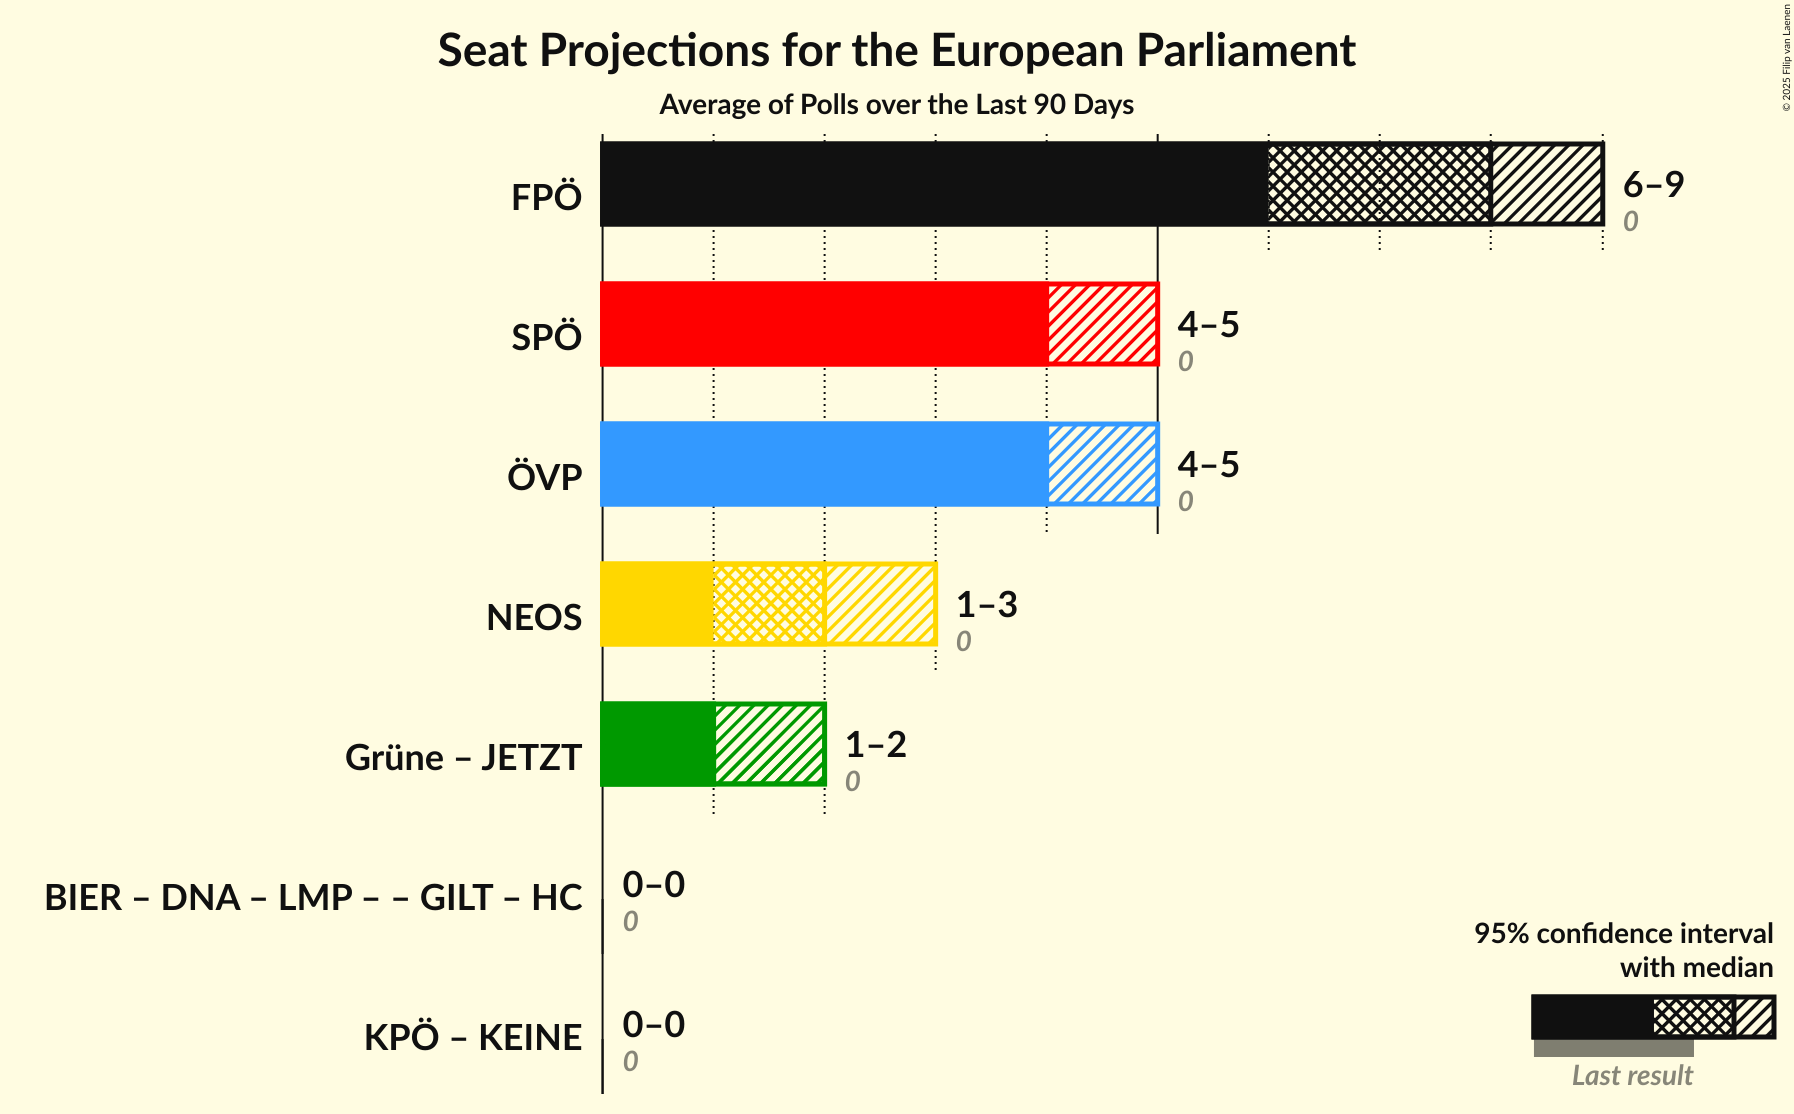 Seat Projections for the European Parliament
Average of Polls over the Last 90 Days
© 2025 Filip van Laenen
FPÖ
6–9
0
SPÖ
4–5
0
ÖVP
4–5
0
NEOS
1–3
0
Grüne – JETZT
1–2
0
BIER – DNA – LMP – – GILT – HC
0–0
0
KPÖ – KEINE
0–0
0
95% confidence interval
with median
Last result